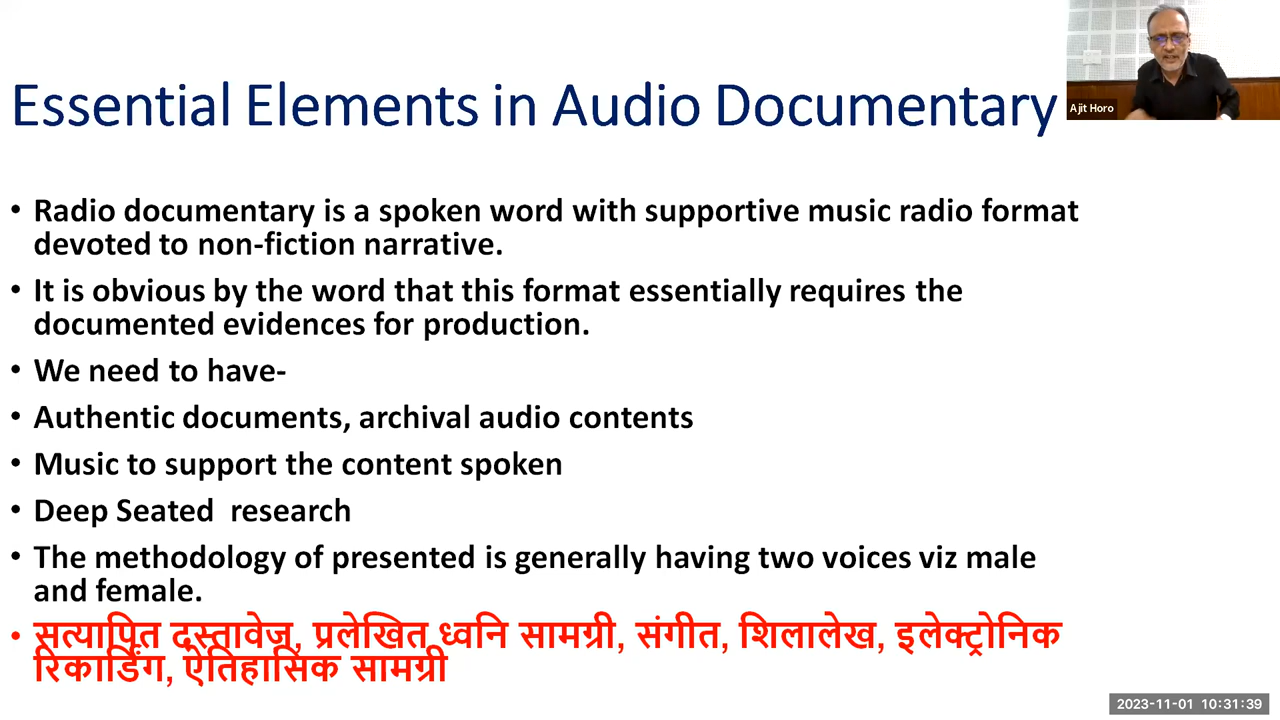 Essential Elements in Audio Documentary
Ajit Horo
• Radio documentary is a spoken word with supportive music radio format
devoted to non-fiction narrative.
• It is obvious by the word that this format essentially requires the
documented evidences for production.
• We need to have-
• Authentic documents, archival audio contents
• Music to support the content spoken
• Deep Seated  research
• The methodology of presented is generally having two voices viz male
and female.
• सत्यापित दस्तावेज, प्रलेखित ध्वनि सामग्री, संगीत, शिलालेख, इलेक्ट्रोनिक
रिकार्डिंग, ऐतिहासिक सामग्री
2023-11-01  10:31:39